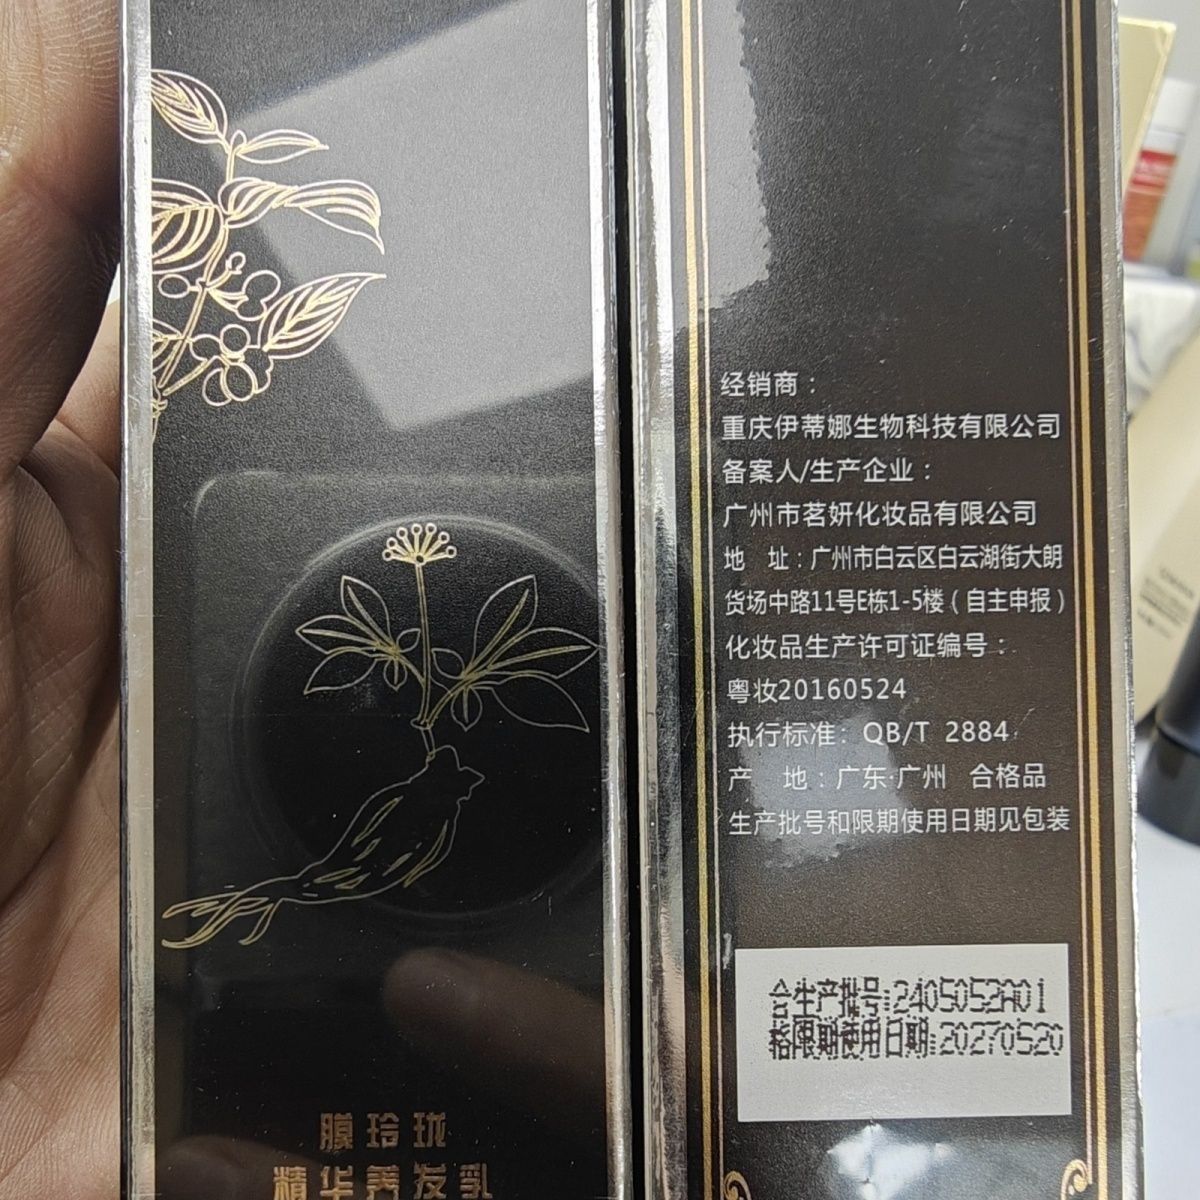 膜玲珑
精华养发乳
经销商：
重庆伊蒂娜生物科技有限公司
备案人/生产企业：
广州市茗妍化妆品有限公司
地 址：广州市白云区白云湖街大朗
货场中路11号E栋1-5楼（自主申报）
化妆品生产许可证编号：
粤妆20160524
执行标准：QB/T 2884
产 地：广东·广州 合格品
生产批号和限期使用日期见包装
合生产批号:2405052A01
格限期使用日期:20270520